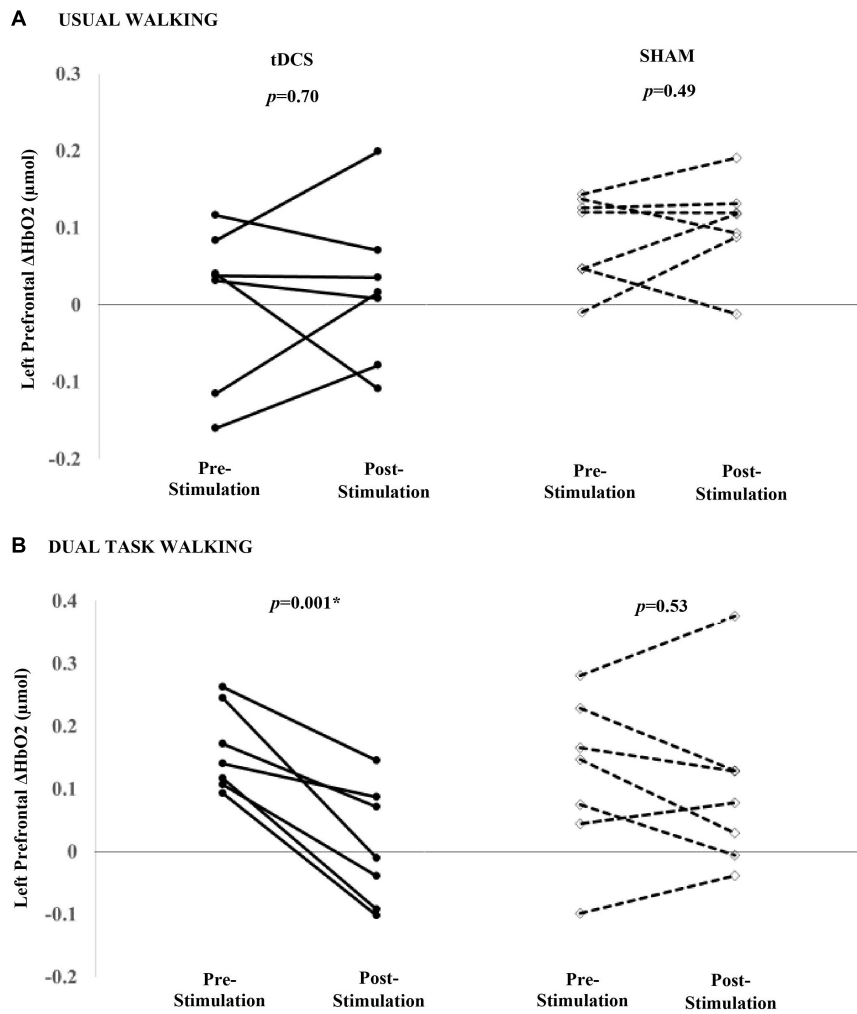 A USUAL WALKING
tDCS
SHAM
p=0.70
p=0.49
Left Prefrontal ΔHbO2 (µmol)
0.3
0.2
0.1
0
-0.1
-0.2
Pre-
Stimulation
Post-
Stimulation
Pre-
Stimulation
Post-
Stimulation
B DUAL TASK WALKING
p=0.001*
p=0.53
Left Prefrontal ΔHbO2 (µmol)
0.4
0.3
0.2
0.1
0
-0.1
-0.2
Pre-
Stimulation
Post-
Stimulation
Pre-
Stimulation
Post-
Stimulation